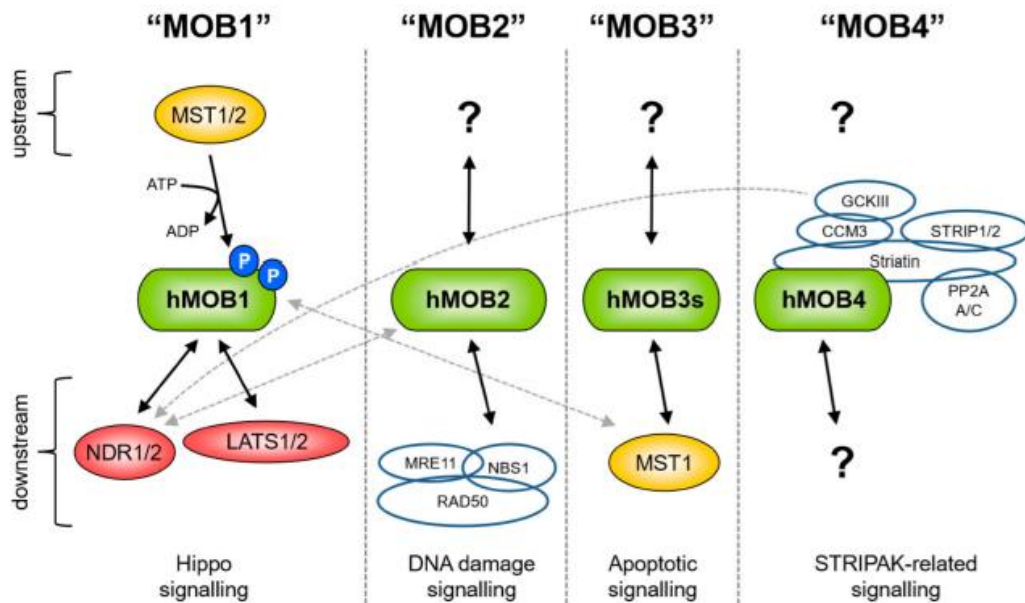 “MOB1”
“MOB2”
“MOB3”
“MOB4”
upstream
MST1/2
?
?
?
ATP
ADP
P
P
GCKIII
CCM3
STRIP1/2
Striatin
PP2A
A/C
hMOB1
hMOB2
hMOB3s
hMOB4
downstream
NDR1/2
LATS1/2
MRE11
NBS1
RAD50
MST1
?
Hippo
signalling
DNA damage
signalling
Apoptotic
signalling
STRIPAK-related
signalling